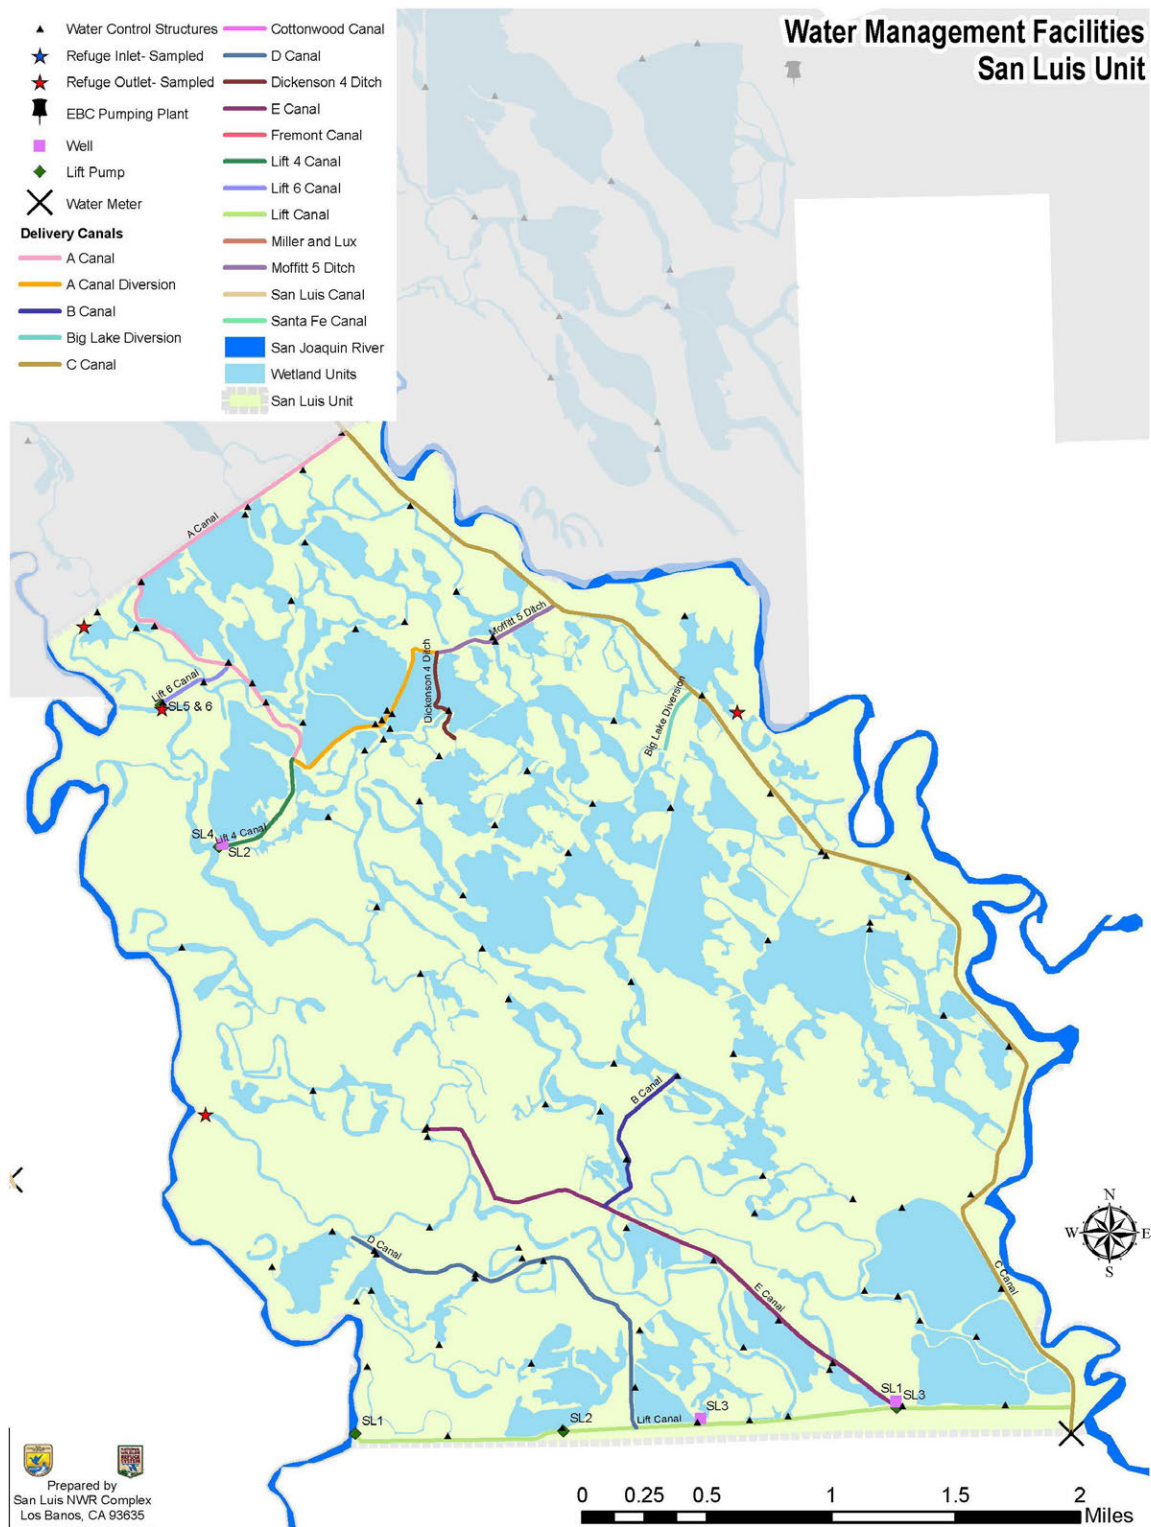 Water Management Facilities
San Luis Unit
Water Control Structures
Refuge Inlet- Sampled
Refuge Outlet- Sampled
EBC Pumping Plant
Well
Lift Pump
Water Meter
Delivery Canals
A Canal
A Canal Diversion
B Canal
Big Lake Diversion
C Canal
Cottonwood Canal
D Canal
Dickenson 4 Ditch
E Canal
Fremont Canal
Lift 4 Canal
Lift 6 Canal
Lift Canal
Miller and Lux
Moffitt 5 Ditch
San Luis Canal
Santa Fe Canal
San Joaquin River
Wetland Units
San Luis Unit
A Canal
Moffitt 5 Ditch
Dickenson 4 Ditch
Lift 6 Canal
SL5 & 6
Big Lake Diversion
SL4
Lift 4 Canal
SL2
B Canal
D Canal
E Canal
C Canal
N
W
E
S
SL1
SL2
Lift Canal
SL3
SL1
SL3
Prepared by
San Luis NWR Complex
Los Banos, CA 93635
0 0.25 0.5 1 1.5 2
Miles